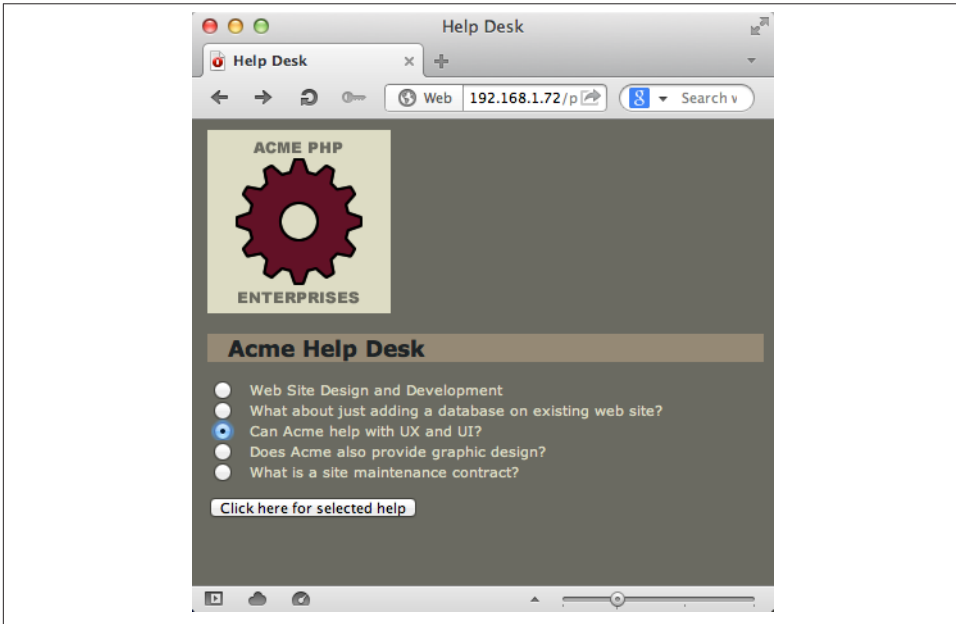 Help Desk
Help Desk
Web 192.168.1.72/p 8 Search
ACME PHP
ENTERPRISES
Acme Help Desk
Web Site Design and Development
What about just adding a database on existing web site?
Can Acme help with UX and UI?
Does Acme also provide graphic design?
What is a site maintenance contract?
Click here for selected help